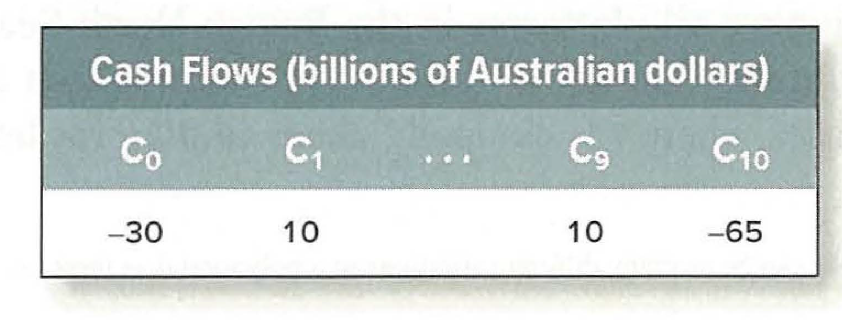 Cash Flows (billions of Australian dollars)
C₀ C₁ ... C₉ C₁₀
–30 10 10 –65